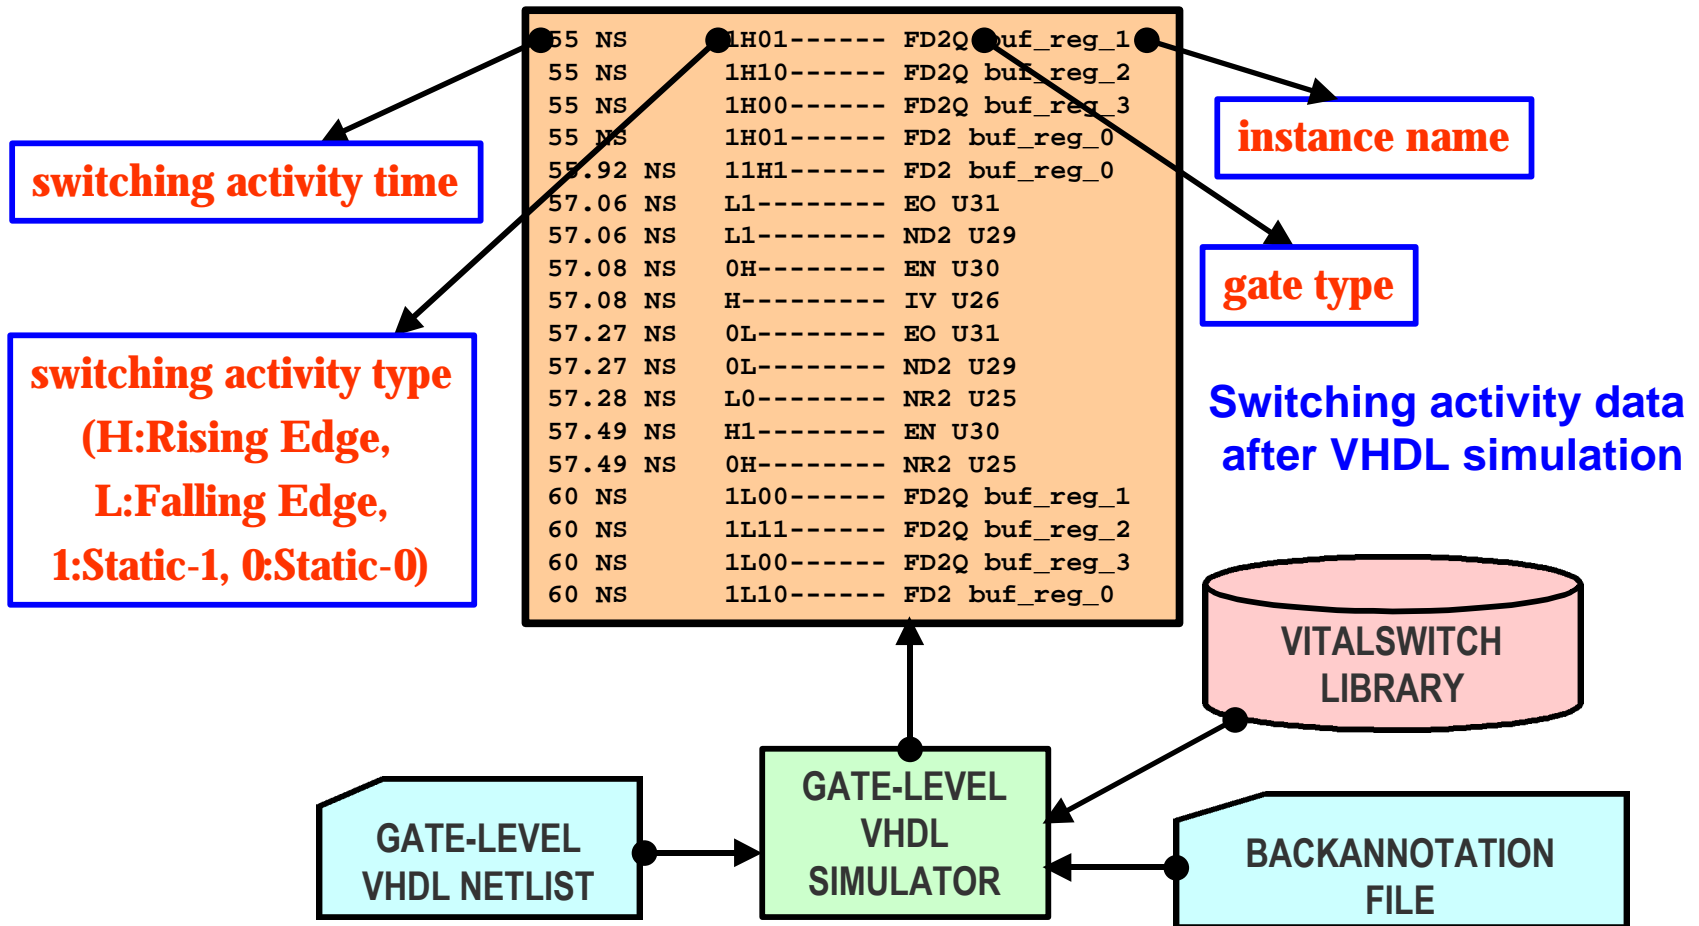 55 NS 1H01------ FD2Q buf_reg_1
55 NS 1H10------ FD2Q buf_reg_2
55 NS 1H00------ FD2Q buf_reg_3
55 NS 1H01------ FD2 buf_reg_0
55.92 NS 11H1------ FD2 buf_reg_0
57.06 NS L1-------- EO U31
57.06 NS L1-------- ND2 U29
57.08 NS 0H-------- EN U30
57.08 NS H--------- IV U26
57.27 NS 0L-------- EO U31
57.27 NS 0L-------- ND2 U29
57.28 NS L0-------- NR2 U25
57.49 NS H1-------- EN U30
57.49 NS 0H-------- NR2 U25
60 NS 1L00------ FD2Q buf_reg_1
60 NS 1L11------ FD2Q buf_reg_2
60 NS 1L00------ FD2Q buf_reg_3
60 NS 1L10------ FD2 buf_reg_0
switching activity time
switching activity type
(H:Rising Edge,
L:Falling Edge,
1:Static-1, 0:Static-0)
instance name
gate type
Switching activity data
after VHDL simulation
VITALSWITCH
LIBRARY
GATE-LEVEL
VHDL
SIMULATOR
GATE-LEVEL
VHDL NETLIST
BACKANNOTATION
FILE